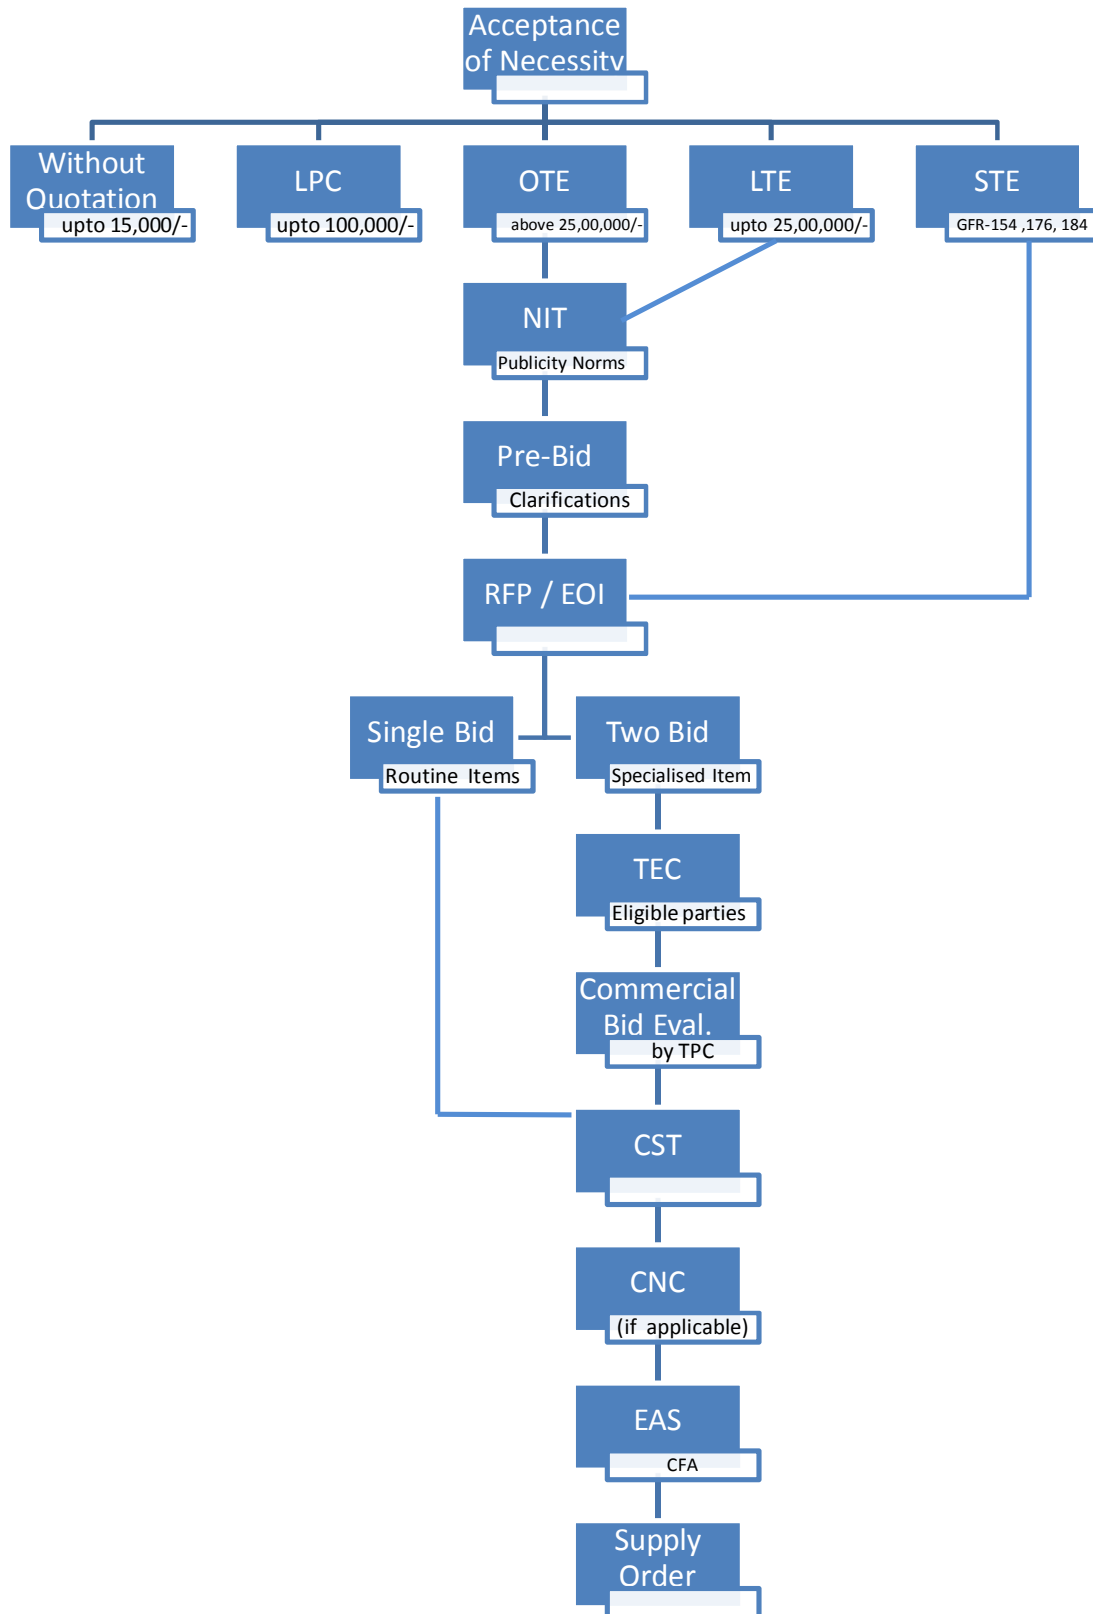 Acceptance
of Necessity
Without
Quotation
upto 15,000/-
LPC
upto 100,000/-
OTE
above 25,00,000/-
LTE
upto 25,00,000/-
STE
GFR-154 ,176, 184
NIT
Publicity Norms
Pre-Bid
Clarifications
RFP / EOI
Single Bid
Routine Items
Two Bid
Specialised Item
TEC
Eligible parties
Commercial
Bid Eval.
by TPC
CST
CNC
(if applicable)
EAS
CFA
Supply
Order